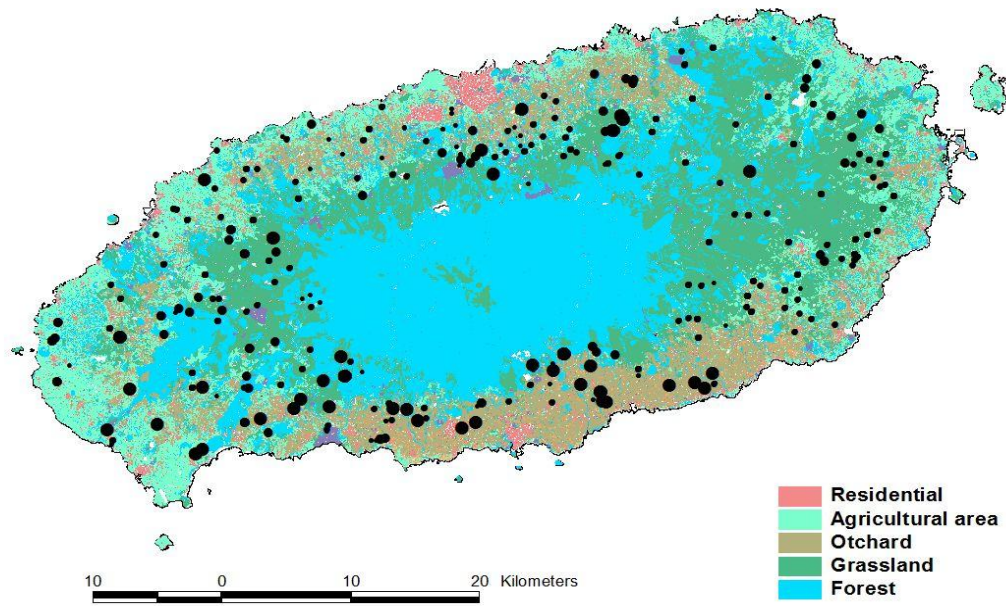 Residential
Agricultural area
Otchard
Grassland
Forest
10 0 10 20 Kilometers